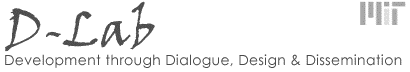 D-Lab
MIT
Development through Dialogue, Design & Dissemination